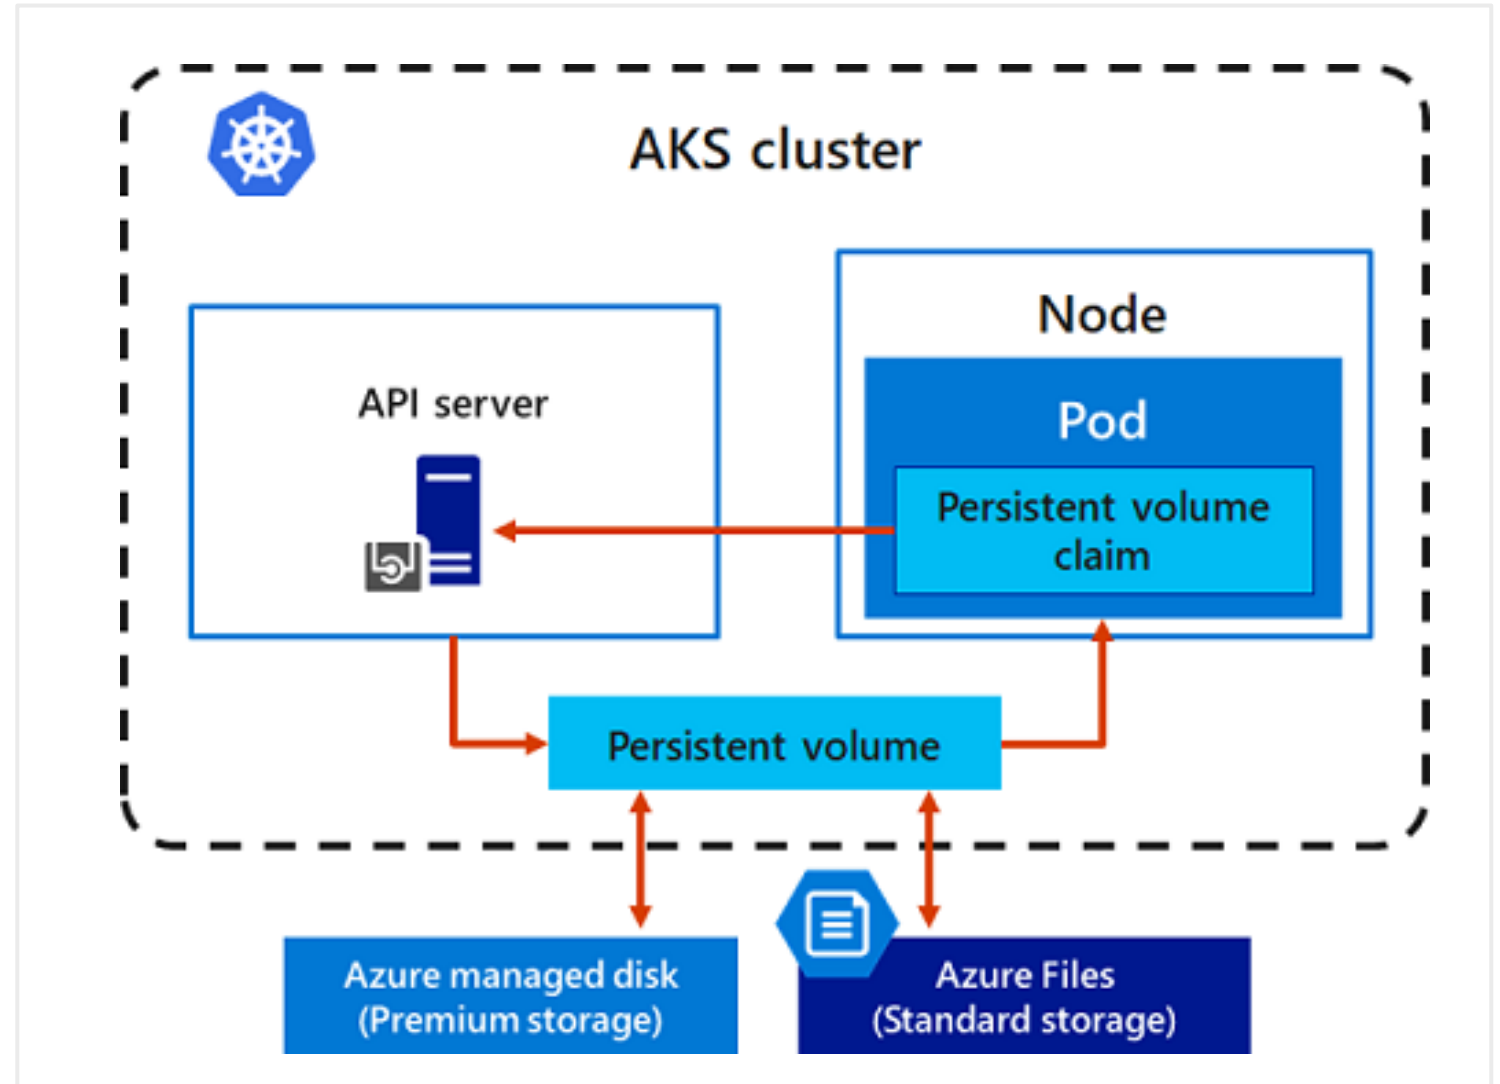 AKS cluster
Node
API server
Pod
Persistent volume
claim
Persistent volume
Azure managed disk
(Premium storage)
Azure Files
(Standard storage)